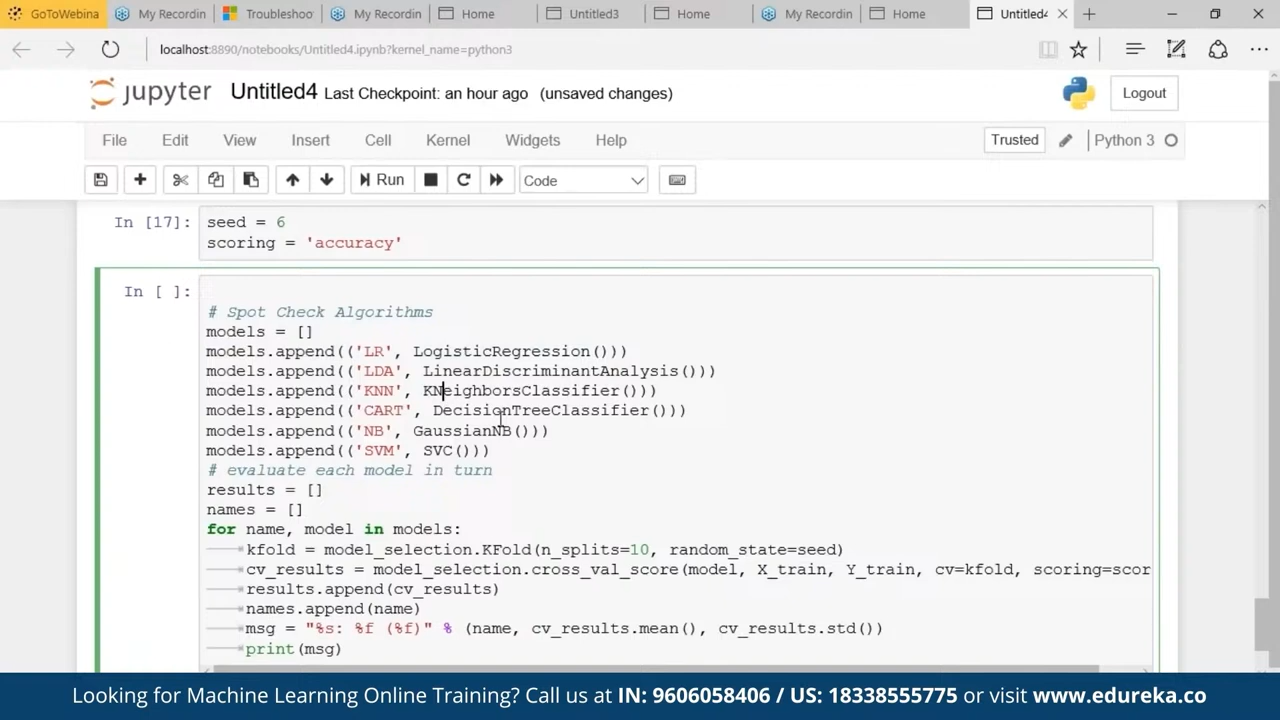 GoToWebina
My Recordin
Troubleshoo
My Recordin
Home
Untitled3
Home
My Recordin
Home
Untitled4
localhost:8890/notebooks/Untitled4.ipynb?kernel_name=python3
jupyter Untitled4 Last Checkpoint: an hour ago (unsaved changes)
Logout
File Edit View Insert Cell Kernel Widgets Help
Trusted
Python 3
Run
Code
In [17]:
seed = 6
scoring = 'accuracy'
In [ ]:
# Spot Check Algorithms
models = []
models.append(('LR', LogisticRegression()))
models.append(('LDA', LinearDiscriminantAnalysis()))
models.append(('KNN', KNeighborsClassifier()))
models.append(('CART', DecisionTreeClassifier()))
models.append(('NB', GaussianNB()))
models.append(('SVM', SVC()))
# evaluate each model in turn
results = []
names = []
for name, model in models:
kfold = model_selection.KFold(n_splits=10, random_state=seed)
cv_results = model_selection.cross_val_score(model, X_train, Y_train, cv=kfold, scoring=scor
results.append(cv_results)
names.append(name)
msg = "%s: %f (%f)" % (name, cv_results.mean(), cv_results.std())
print(msg)
Looking for Machine Learning Online Training? Call us at IN: 9606058406 / US: 18338555775 or visit www.edureka.co